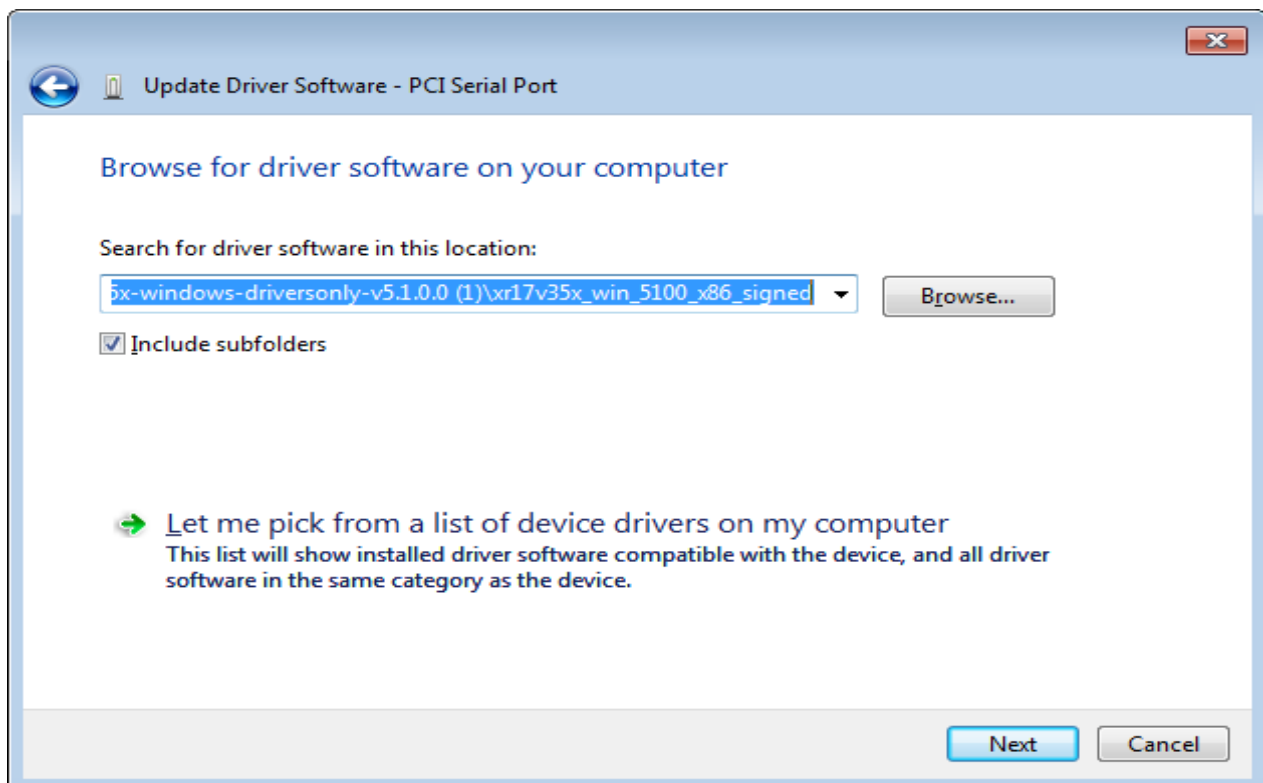 Update Driver Software - PCI Serial Port
Browse for driver software on your computer
Search for driver software in this location:
5x-windows-driversonly-v5.1.0.0 (1)\xr17v35x_win_5100_x86_signed
Browse...
Include subfolders
Let me pick from a list of device drivers on my computer
This list will show installed driver software compatible with the device, and all driver
software in the same category as the device.
Next
Cancel